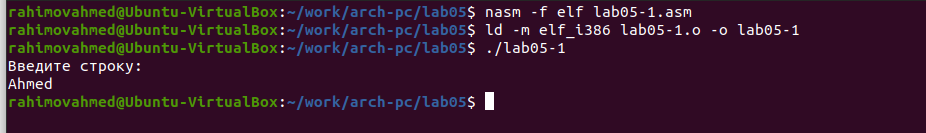 rahimovahmed@Ubuntu-VirtualBox:~/work/arch-pc/lab05$ nasm -f elf lab05-1.asm
rahimovahmed@Ubuntu-VirtualBox:~/work/arch-pc/lab05$ ld -m elf_i386 lab05-1.o -o lab05-1
rahimovahmed@Ubuntu-VirtualBox:~/work/arch-pc/lab05$ ./lab05-1
Введите строку:
Ahmed
rahimovahmed@Ubuntu-VirtualBox:~/work/arch-pc/lab05$